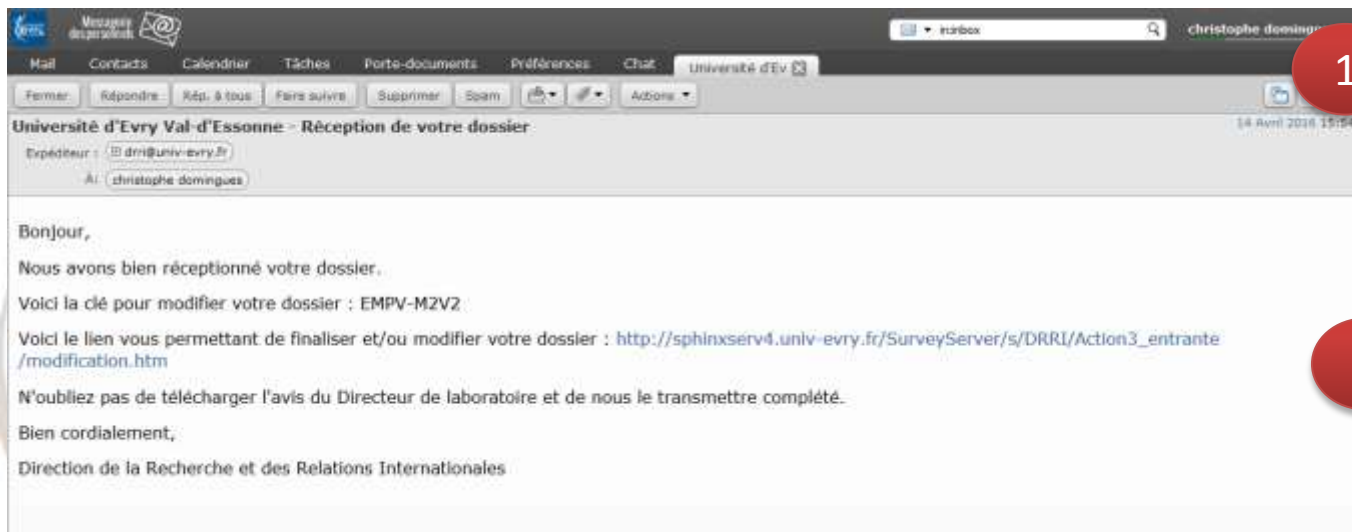 Messagerie
des personnels
in:inbox
christophe doming
Mail Contacts Calendrier Tâches Porte-documents Préférences Chat Université d'Ev
1
Fermer Répondre Rép. à tous Faire suivre Supprimer Spam Actions
Université d'Evry Val-d'Essonne - Réception de votre dossier
14 Avril 2016 15:54
Expéditeur : drri@univ-evry.fr
A: christophe domingues
Bonjour,
Nous avons bien réceptionné votre dossier.
Voici la clé pour modifier votre dossier : EMPV-M2V2
Voici le lien vous permettant de finaliser et/ou modifier votre dossier : http://sphinxserv4.univ-evry.fr/SurveyServer/s/DRRI/Action3_entrante
/modification.htm
N'oubliez pas de télécharger l'avis du Directeur de laboratoire et de nous le transmettre complété.
Bien cordialement,
Direction de la Recherche et des Relations Internationales